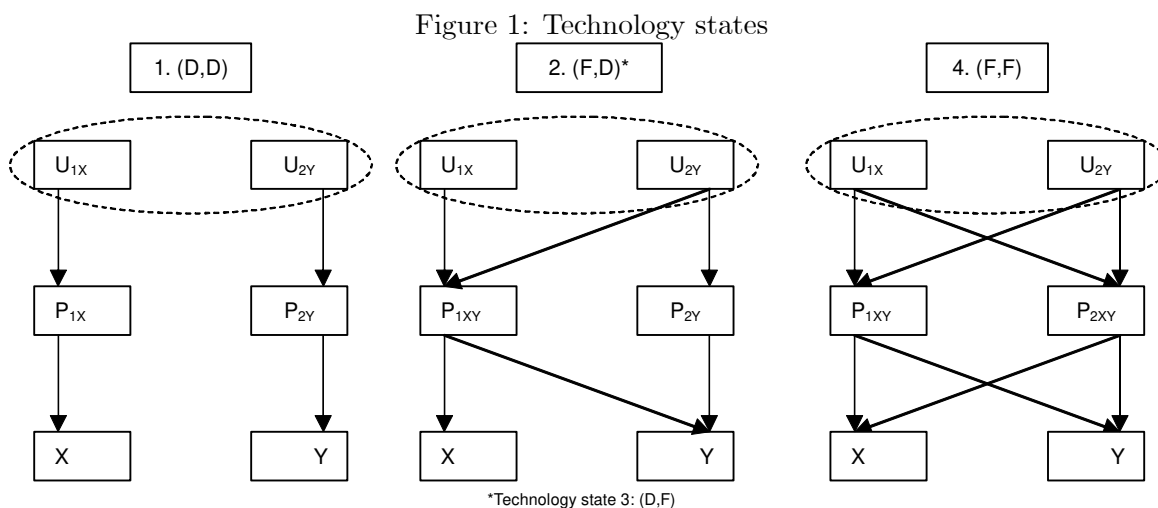 Figure 1: Technology states
1. (D,D) 2. (F,D)* 4. (F,F)
U1X U2Y U1X U2Y U1X U2Y
P1X P2Y P1XY P2Y P1XY P2XY
X Y X Y X Y
*Technology state 3: (D,F)